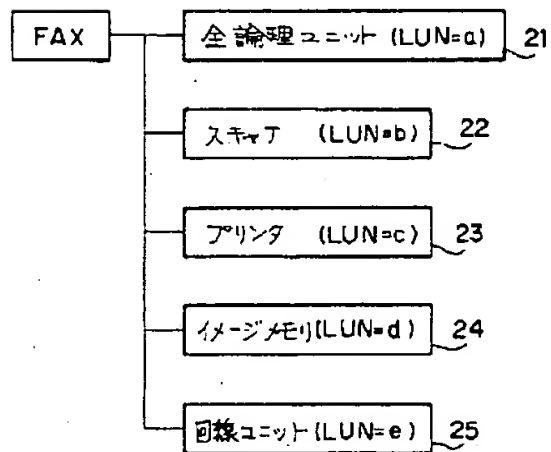 FAX
全論理ユニット (LUN=a) 21
スキャナ (LUN=b) 22
プリンタ (LUN=c) 23
イメージメモリ(LUN=d) 24
回線ユニット(LUN=e) 25